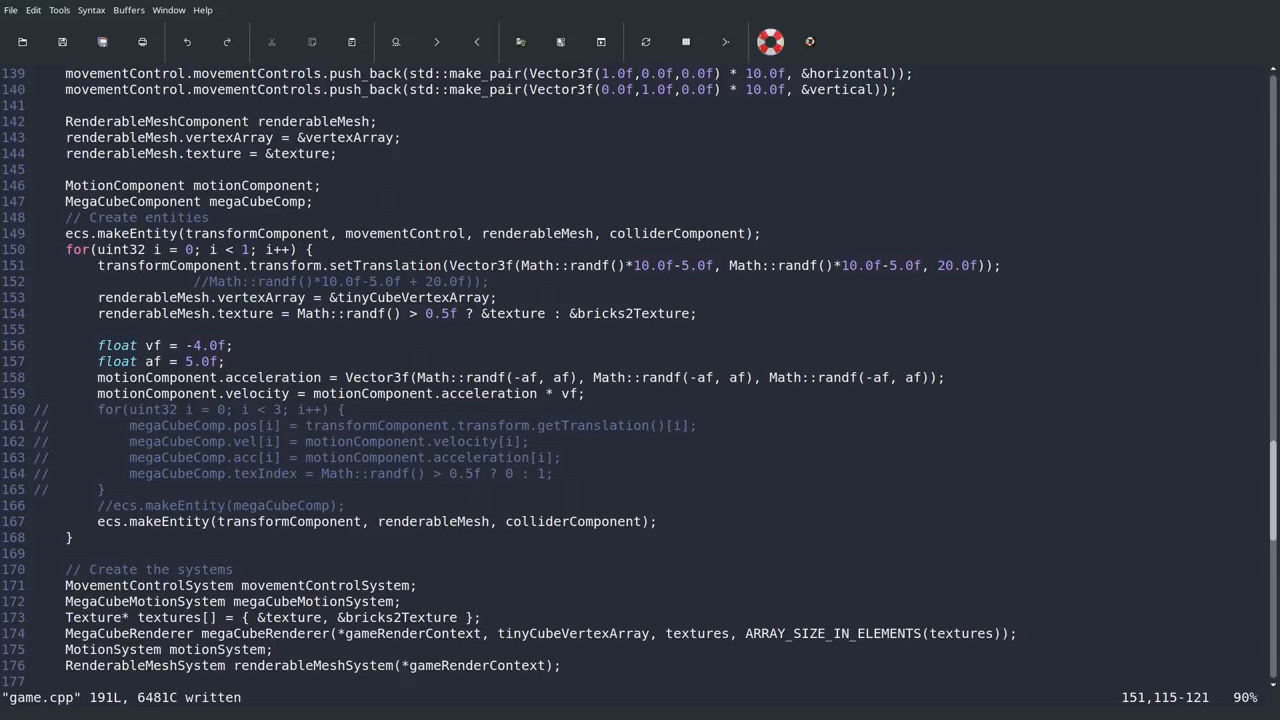 File Edit Tools Syntax Buffers Window Help
139     movementControl.movementControls.push_back(std::make_pair(Vector3f(1.0f,0.0f,0.0f) * 10.0f, &horizontal));
140     movementControl.movementControls.push_back(std::make_pair(Vector3f(0.0f,1.0f,0.0f) * 10.0f, &vertical));
141
142     RenderableMeshComponent renderableMesh;
143     renderableMesh.vertexArray = &vertexArray;
144     renderableMesh.texture = &texture;
145
146     MotionComponent motionComponent;
147     MegaCubeComponent megaCubeComp;
148     // Create entities
149     ecs.makeEntity(transformComponent, movementControl, renderableMesh, colliderComponent);
150     for(uint32 i = 0; i < 1; i++) {
151         transformComponent.transform.setTranslation(Vector3f(Math::randf()*10.0f-5.0f, Math::randf()*10.0f-5.0f, 20.0f));
152                     //Math::randf()*10.0f-5.0f + 20.0f));
153         renderableMesh.vertexArray = &tinyCubeVertexArray;
154         renderableMesh.texture = Math::randf() > 0.5f ? &texture : &bricks2Texture;
155
156         float vf = -4.0f;
157         float af = 5.0f;
158         motionComponent.acceleration = Vector3f(Math::randf(-af, af), Math::randf(-af, af), Math::randf(-af, af));
159         motionComponent.velocity = motionComponent.acceleration * vf;
160 //      for(uint32 i = 0; i < 3; i++) {
161 //          megaCubeComp.pos[i] = transformComponent.transform.getTranslation()[i];
162 //          megaCubeComp.vel[i] = motionComponent.velocity[i];
163 //          megaCubeComp.acc[i] = motionComponent.acceleration[i];
164 //          megaCubeComp.texIndex = Math::randf() > 0.5f ? 0 : 1;
165 //      }
166         //ecs.makeEntity(megaCubeComp);
167         ecs.makeEntity(transformComponent, renderableMesh, colliderComponent);
168     }
169
170     // Create the systems
171     MovementControlSystem movementControlSystem;
172     MegaCubeMotionSystem megaCubeMotionSystem;
173     Texture* textures[] = { &texture, &bricks2Texture };
174     MegaCubeRenderer megaCubeRenderer(*gameRenderContext, tinyCubeVertexArray, textures, ARRAY_SIZE_IN_ELEMENTS(textures));
175     MotionSystem motionSystem;
176     RenderableMeshSystem renderableMeshSystem(*gameRenderContext);
177
"game.cpp" 191L, 6481C written 151,115-121 90%